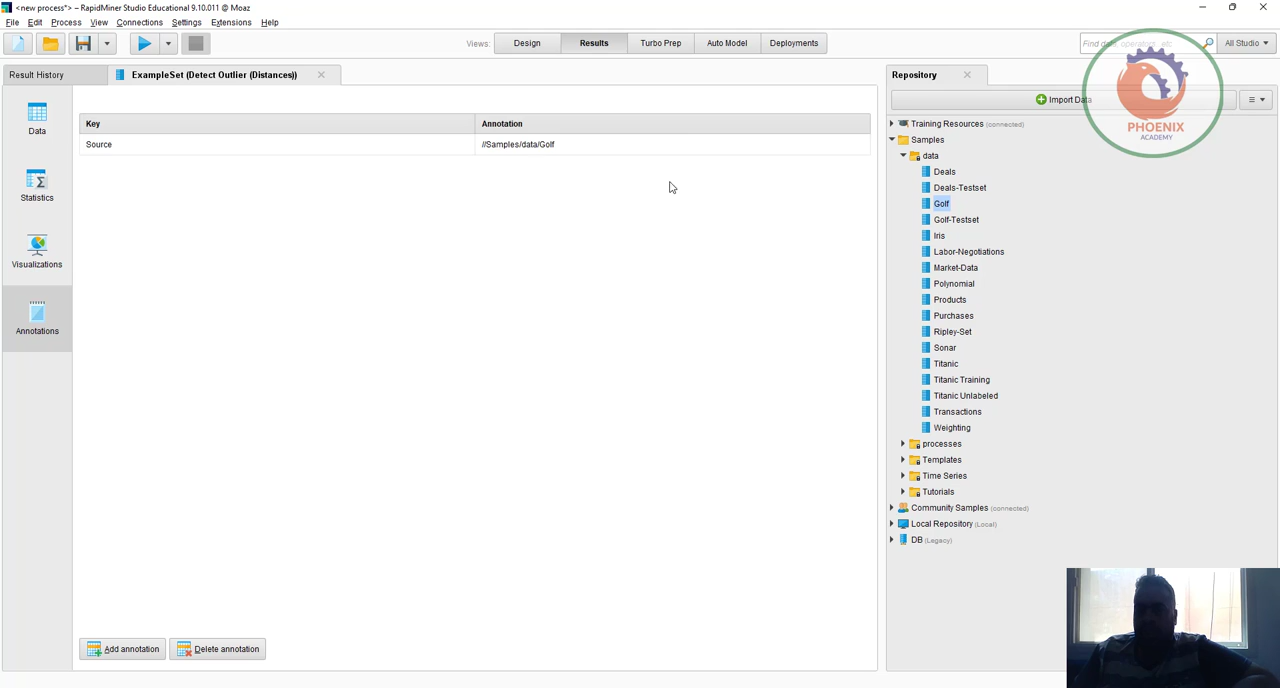 <new process*> – RapidMiner Studio Educational 9.10.011 @ Moaz
File Edit Process View Connections Settings Extensions Help
Views: Design Results Turbo Prep Auto Model Deployments
Find data, operators...etc
All Studio
Result History
ExampleSet (Detect Outlier (Distances))
Repository
Import Data
Data
Statistics
Visualizations
Annotations
Key Annotation
Source //Samples/data/Golf
Add annotation
Delete annotation
Training Resources (connected)
Samples
data
Deals
Deals-Testset
Golf
Golf-Testset
Iris
Labor-Negotiations
Market-Data
Polynomial
Products
Purchases
Ripley-Set
Sonar
Titanic
Titanic Training
Titanic Unlabeled
Transactions
Weighting
processes
Templates
Time Series
Tutorials
Community Samples (connected)
Local Repository (Local)
DB (Legacy)
PHOENIX
ACADEMY